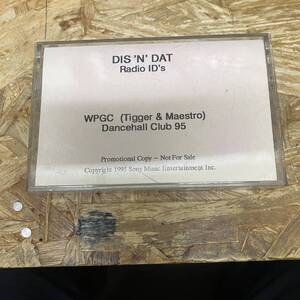 DIS 'N' DAT
Radio ID's
WPGC (Tigger & Maestro)
Dancehall Club 95
Promotional Copy – Not For Sale
Copyright 1995 Sony Music Entertainment Inc.